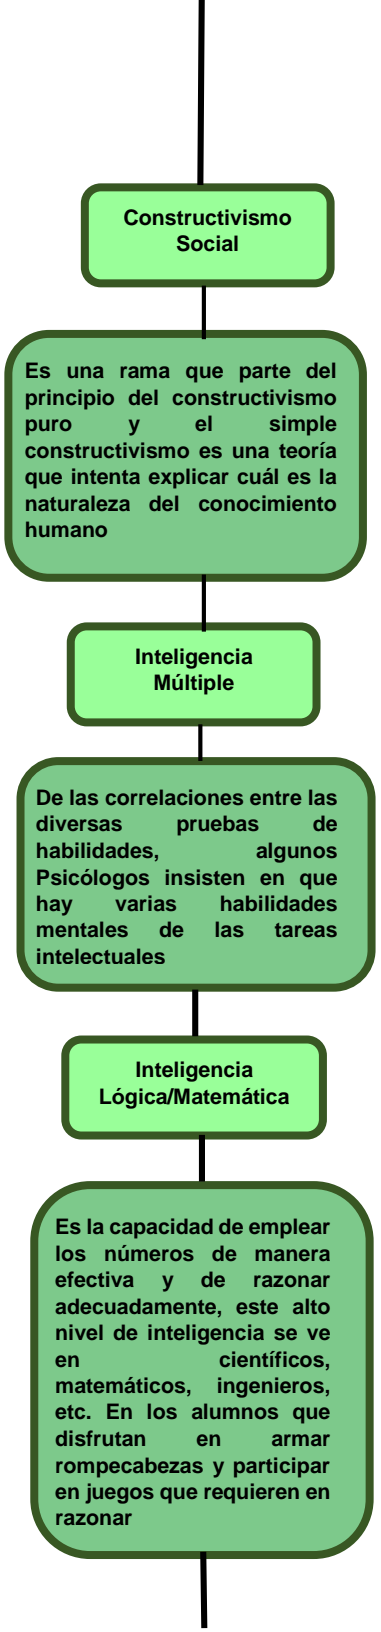 Constructivismo
Social
Es una rama que parte del
principio del constructivismo
puro y el simple
constructivismo es una teoría
que intenta explicar cuál es la
naturaleza del conocimiento
humano
Inteligencia
Múltiple
De las correlaciones entre las
diversas pruebas de
habilidades, algunos
Psicólogos insisten en que
hay varias habilidades
mentales de las tareas
intelectuales
Inteligencia
Lógica/Matemática
Es la capacidad de emplear
los números de manera
efectiva y de razonar
adecuadamente, este alto
nivel de inteligencia se ve
en científicos,
matemáticos, ingenieros,
etc. En los alumnos que
disfrutan en armar
rompecabezas y participar
en juegos que requieren en
razonar